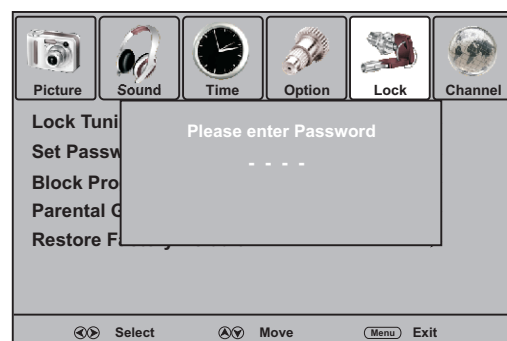 Picture Sound Time Option Lock Channel
Lock Tuni
Please enter Password
Set Passw
- - - -
Block Pro
Parental G
Restore Fa
Select Move Menu Exit